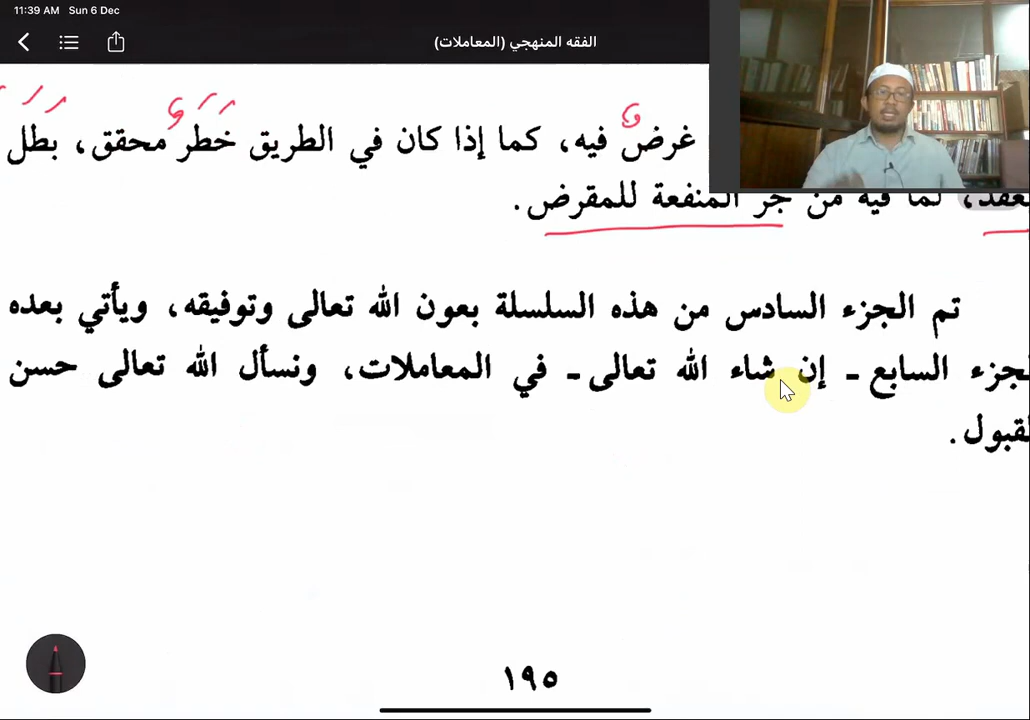 11:39 AM Sun 6 Dec
الفقه المنهجي (المعاملات)
غرض فيه، كما إذا كان في الطريق خطر محقق، بطل
لما فيه من جر المنفعة للمقرض.
تم الجزء السادس من هذه السلسلة بعون الله تعالى وتوفيقه، ويأتي بعده
السابع ـ إن شاء الله تعالى ـ في المعاملات، ونسأل الله تعالى حسن
١٩٥